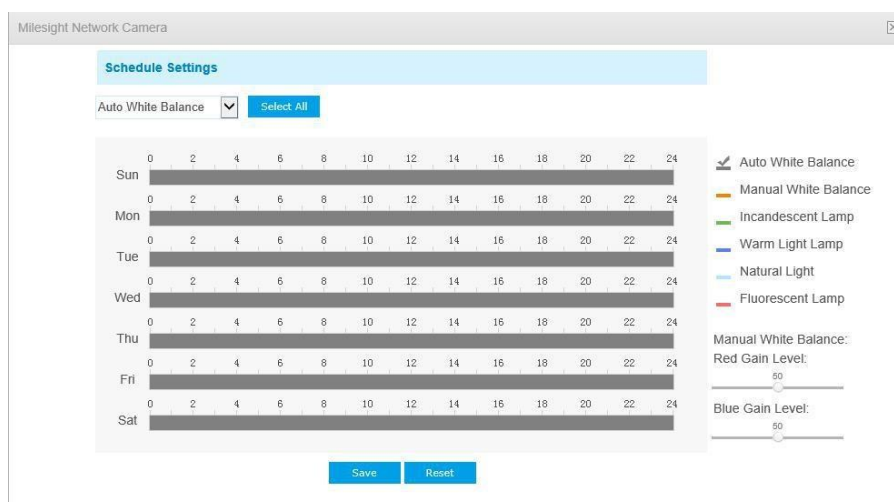 Milesight Network Camera
Schedule Settings
Auto White Balance
Select All
0 2 4 6 8 10 12 14 16 18 20 22 24
Sun
0 2 4 6 8 10 12 14 16 18 20 22 24
Mon
0 2 4 6 8 10 12 14 16 18 20 22 24
Tue
0 2 4 6 8 10 12 14 16 18 20 22 24
Wed
0 2 4 6 8 10 12 14 16 18 20 22 24
Thu
0 2 4 6 8 10 12 14 16 18 20 22 24
Fri
0 2 4 6 8 10 12 14 16 18 20 22 24
Sat
Auto White Balance
Manual White Balance
Incandescent Lamp
Warm Light Lamp
Natural Light
Fluorescent Lamp
Manual White Balance:
Red Gain Level:
50
Blue Gain Level:
50
Save
Reset